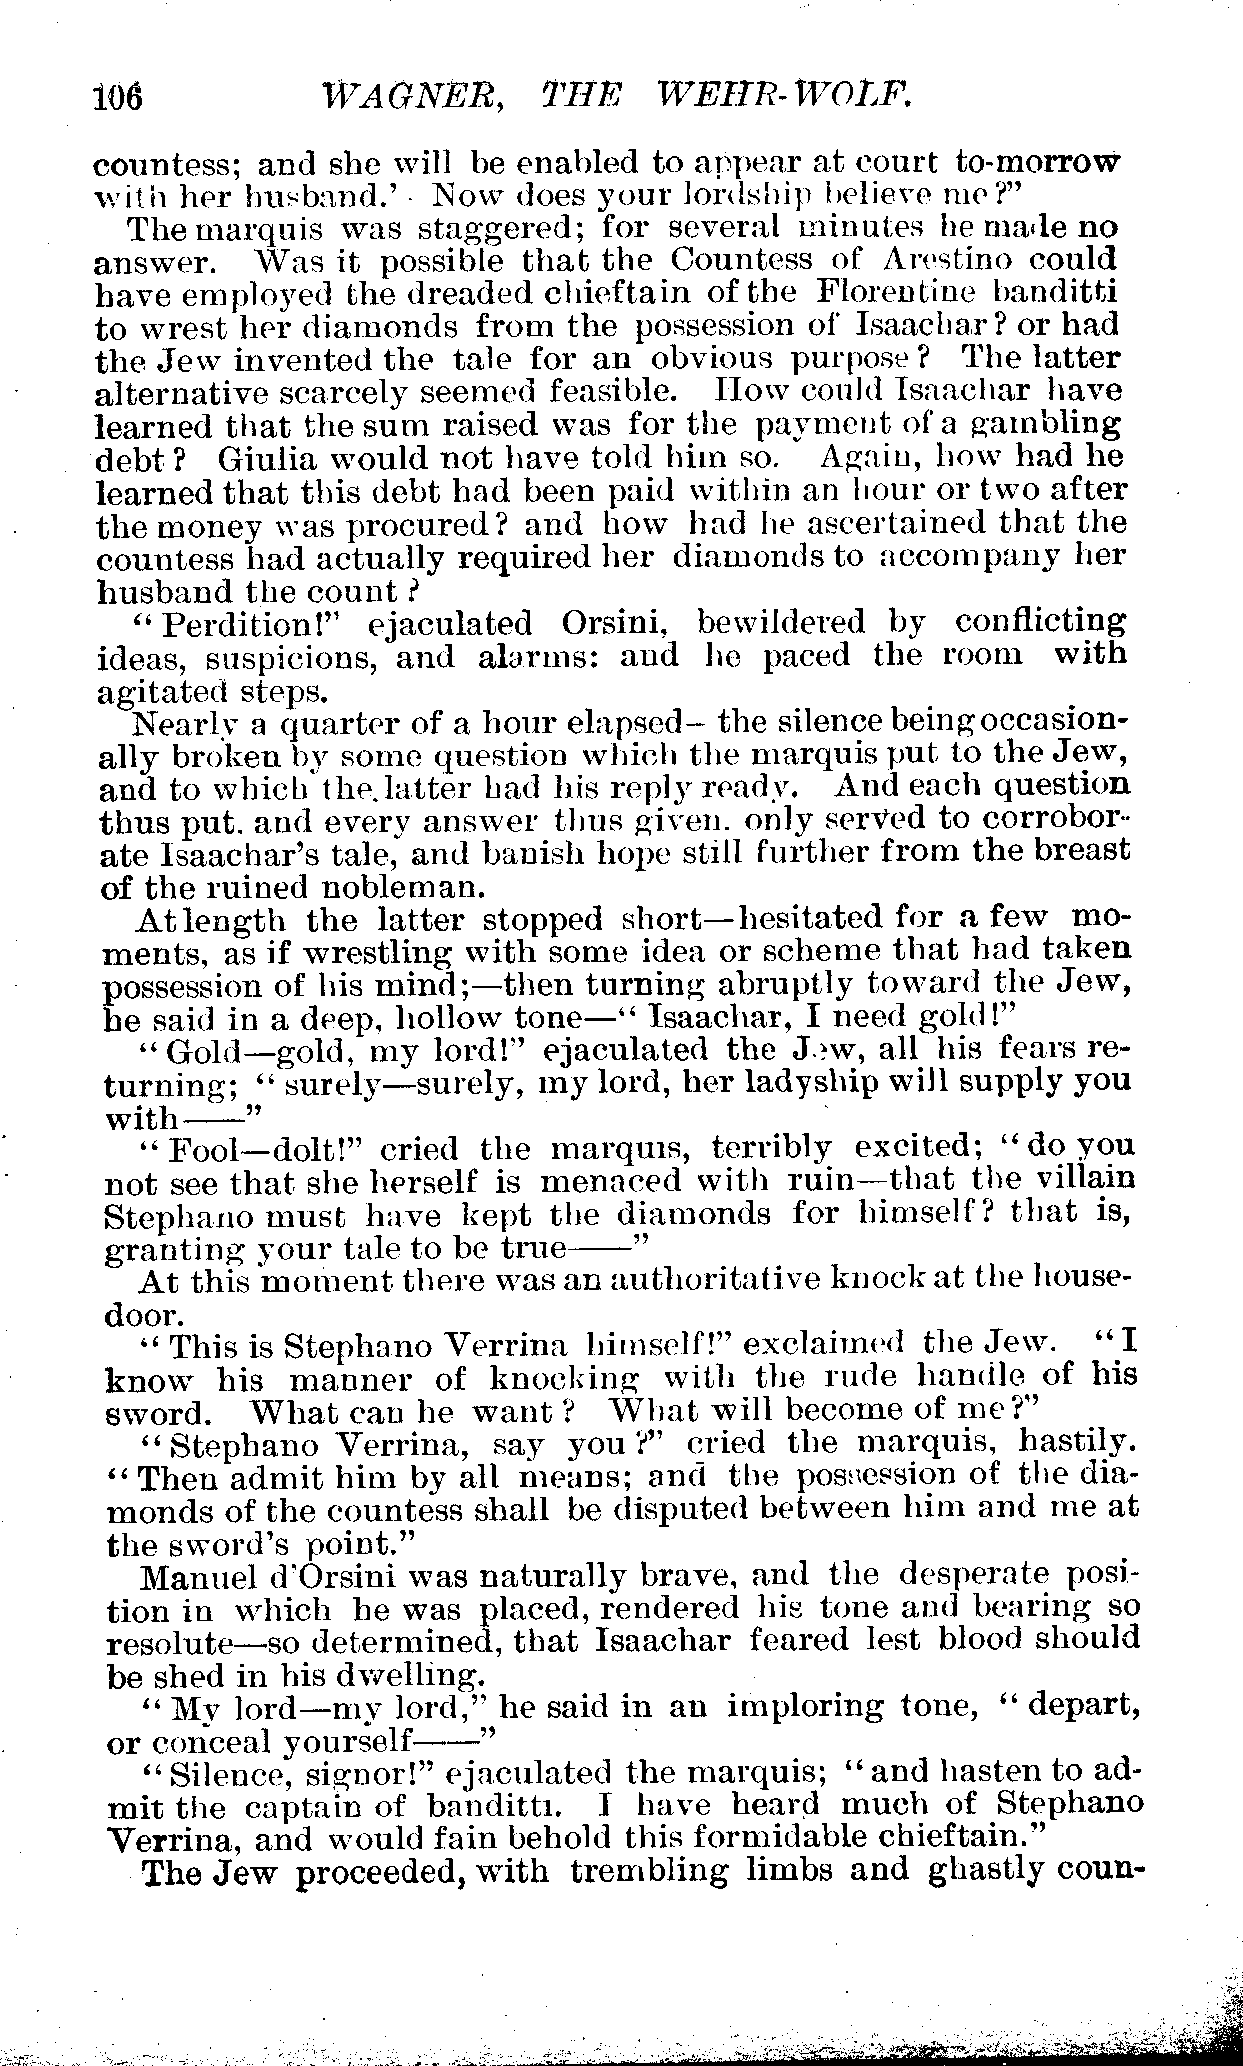 106 WAGNER, THE WEHR-WOLF.
countess; and she will be enabled to appear at court to-morrow
with her husband.' Now does your lordship believe me?"
The marquis was staggered; for several minutes he made no
answer. Was it possible that the Countess of Arestino could
have employed the dreaded chieftain of the Florentine banditti
to wrest her diamonds from the possession of Isaachar? or had
the Jew invented the tale for an obvious purpose? The latter
alternative scarcely seemed feasible. How could Isaachar have
learned that the sum raised was for the payment of a gambling
debt? Giulia would not have told him so. Again, how had he
learned that this debt had been paid within an hour or two after
the money was procured? and how had he ascertained that the
countess had actually required her diamonds to accompany her
husband the count?
"Perdition!" ejaculated Orsini, bewildered by conflicting
ideas, suspicions, and alarms: and he paced the room with
agitated steps.
Nearly a quarter of a hour elapsed– the silence being occasion-
ally broken by some question which the marquis put to the Jew,
and to which the latter had his reply ready. And each question
thus put. and every answer thus given. only served to corrobor-
ate Isaachar's tale, and banish hope still further from the breast
of the ruined nobleman.
At length the latter stopped short—hesitated for a few mo-
ments, as if wrestling with some idea or scheme that had taken
possession of his mind;—then turning abruptly toward the Jew,
he said in a deep, hollow tone—"Isaachar, I need gold!"
"Gold—gold, my lord!" ejaculated the Jew, all his fears re-
turning; "surely—surely, my lord, her ladyship will supply you
with——"
"Fool—dolt!" cried the marquis, terribly excited; "do you
not see that she herself is menaced with ruin—that the villain
Stephano must have kept the diamonds for himself? that is,
granting your tale to be true——"
At this moment there was an authoritative knock at the house-
door.
"This is Stephano Verrina himself!" exclaimed the Jew. "I
know his manner of knocking with the rude handle of his
sword. What can he want? What will become of me?"
"Stephano Verrina, say you?" cried the marquis, hastily.
"Then admit him by all means; and the possession of the dia-
monds of the countess shall be disputed between him and me at
the sword's point."
Manuel d'Orsini was naturally brave, and the desperate posi-
tion in which he was placed, rendered his tone and bearing so
resolute—so determined, that Isaachar feared lest blood should
be shed in his dwelling.
"My lord—my lord," he said in an imploring tone, "depart,
or conceal yourself——"
"Silence, signor!" ejaculated the marquis; "and hasten to ad-
mit the captain of banditti. I have heard much of Stephano
Verrina, and would fain behold this formidable chieftain."
The Jew proceeded, with trembling limbs and ghastly coun-